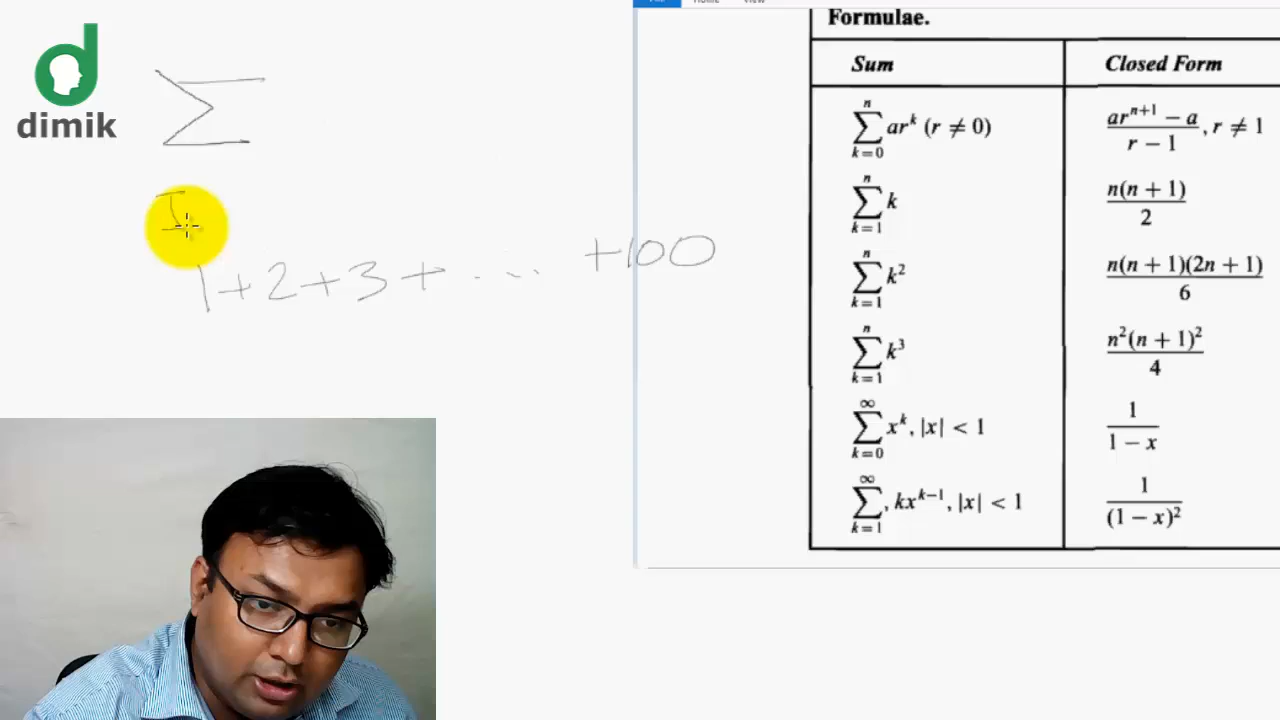 dimik
∑
1+2+3+ ..... +100
Formulae.
Sum Closed Form
∑_{k=0}^{n} ar^k (r ≠ 0) (ar^{n+1} − a)/(r − 1), r ≠ 1
∑_{k=1}^{n} k n(n + 1)/2
∑_{k=1}^{n} k^2 n(n + 1)(2n + 1)/6
∑_{k=1}^{n} k^3 n^2(n + 1)^2/4
∑_{k=0}^{∞} x^k, |x| < 1 1/(1 − x)
∑_{k=1}^{∞}, kx^{k−1}, |x| < 1 1/(1 − x)^2